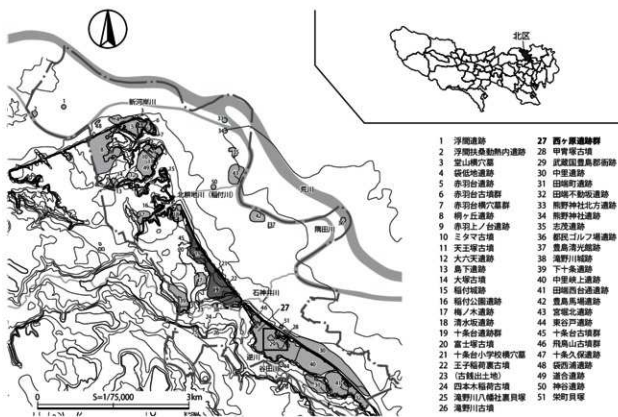 北区
新河岸川
北耕地川（稲付川）
荒川
隅田川
石神井川
27
逆川
谷田川
0
S=1/75,000
3km
1 浮間遺跡
2 浮間扶桑動熱内遺跡
3 堂山横穴墓
4 袋低地遺跡
5 赤羽台遺跡
6 赤羽台古墳群
7 赤羽台横穴墓群
8 桐ヶ丘遺跡
9 赤羽上ノ台遺跡
10 ミタマ古墳
11 天王塚古墳
12 大六天遺跡
13 島下遺跡
14 大塚古墳
15 稲付城跡
16 稲付公園遺跡
17 梅ノ木遺跡
18 清水坂遺跡
19 十条台遺跡群
20 富士塚古墳
21 十条台小学校横穴墓
22 王子稲荷裏古墳
23 （古銭出土地）
24 四本木稲荷古墳
25 滝野川八幡社裏貝塚
26 滝野川古墳
27 西ヶ原遺跡群
28 甲冑塚古墳
29 武蔵国豊島郡衙跡
30 中里遺跡
31 田端町遺跡
32 田端不動坂遺跡
33 熊野神社北方遺跡
34 熊野神社遺跡
35 志茂遺跡
36 都民ゴルフ場遺跡
37 豊島清光館遺跡
38 滝野川城跡
39 下十条遺跡
40 中里峡上遺跡
41 田端西台通遺跡
42 豊島馬場遺跡
43 宮堀北遺跡
44 東谷戸遺跡
45 十条台古墳群
46 飛鳥山古墳群
47 十条久保遺跡
48 袋西浦遺跡
49 道合遺跡
50 神谷遺跡
51 栄町貝塚